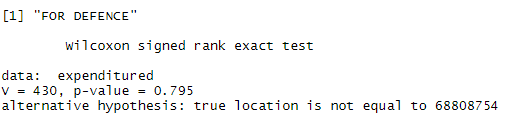 [1] "FOR DEFENCE"
Wilcoxon signed rank exact test
data: expenditured
V = 430, p-value = 0.795
alternative hypothesis: true location is not equal to 68808754